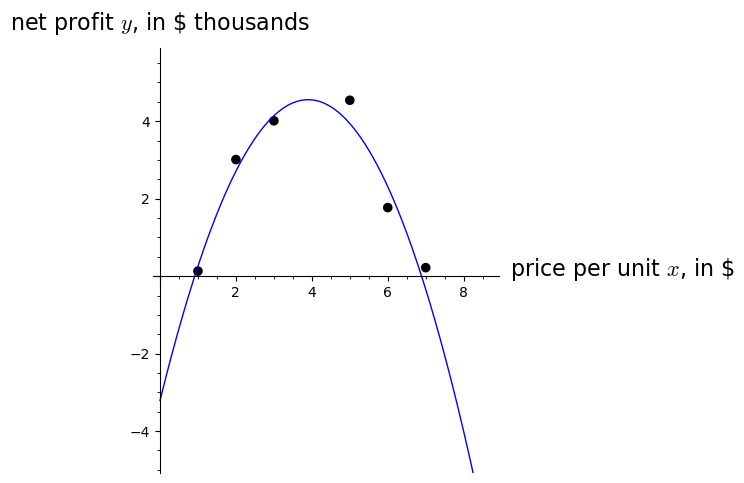 net profit y, in $ thousands
4
2
price per unit x, in $
2 4 6 8
−2
−4